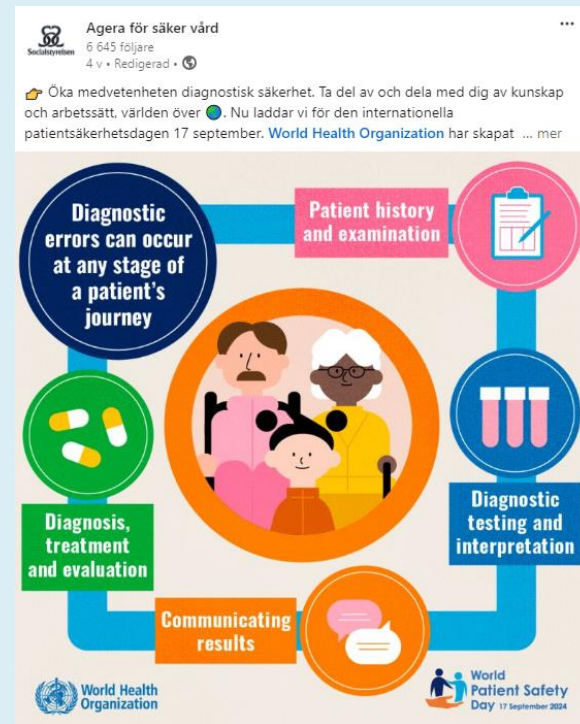 Agera för säker vård
6 645 följare
4 v • Redigerad •
Socialstyrelsen
👉 Öka medvetenheten diagnostisk säkerhet. Ta del av och dela med dig av kunskap
och arbetssätt, världen över 🌏. Nu laddar vi för den internationella
patientsäkerhetsdagen 17 september. World Health Organization har skapat ... mer
Diagnostic
errors can occur
at any stage of
a patient's
journey
Patient history
and examination
Diagnostic
testing and
interpretation
Communicating
results
Diagnosis,
treatment
and evaluation
World Health
Organization
World
Patient Safety
Day 17 September 2024